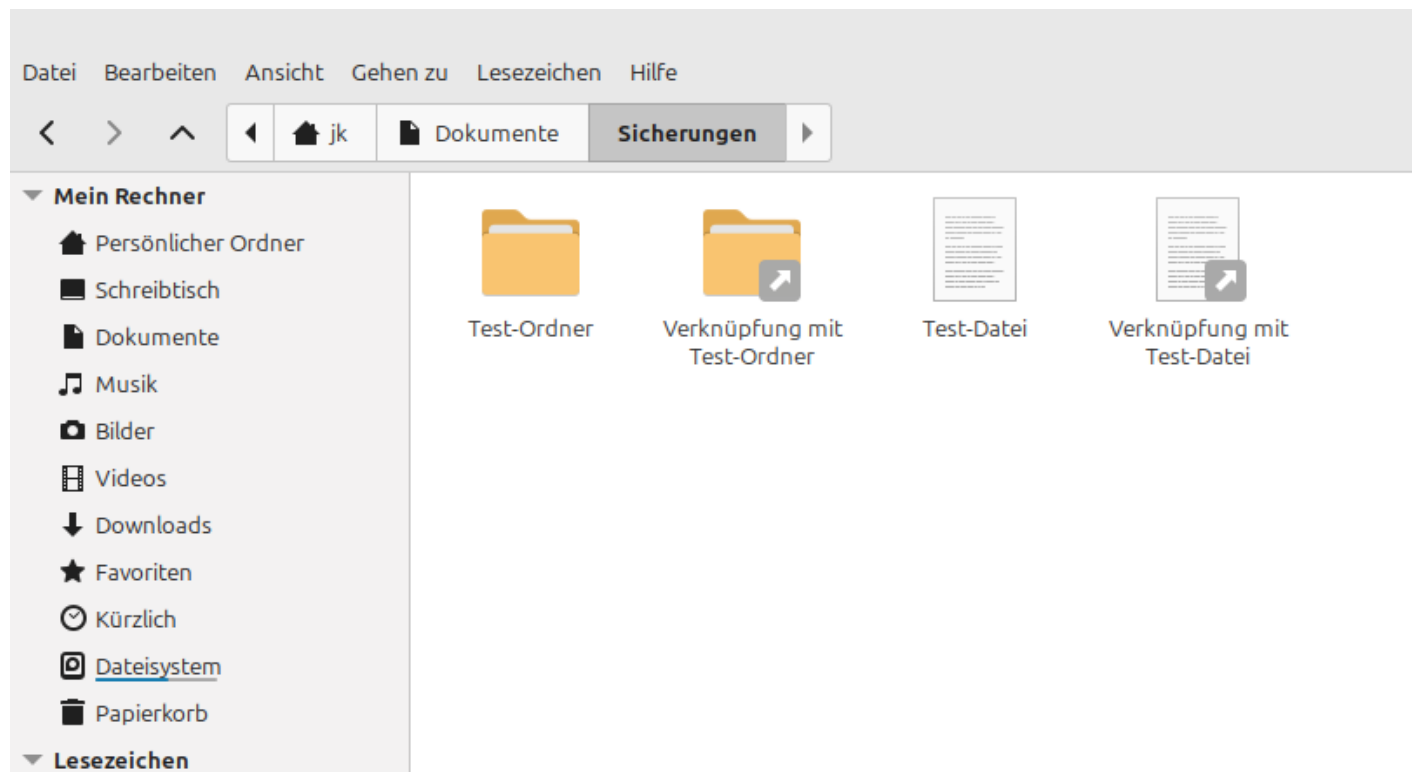 Datei Bearbeiten Ansicht Gehen zu Lesezeichen Hilfe
jk Dokumente Sicherungen
Mein Rechner
Persönlicher Ordner
Schreibtisch
Dokumente
Musik
Bilder
Videos
Downloads
Favoriten
Kürzlich
Dateisystem
Papierkorb
Lesezeichen
Test-Ordner
Verknüpfung mit
Test-Ordner
Test-Datei
Verknüpfung mit
Test-Datei